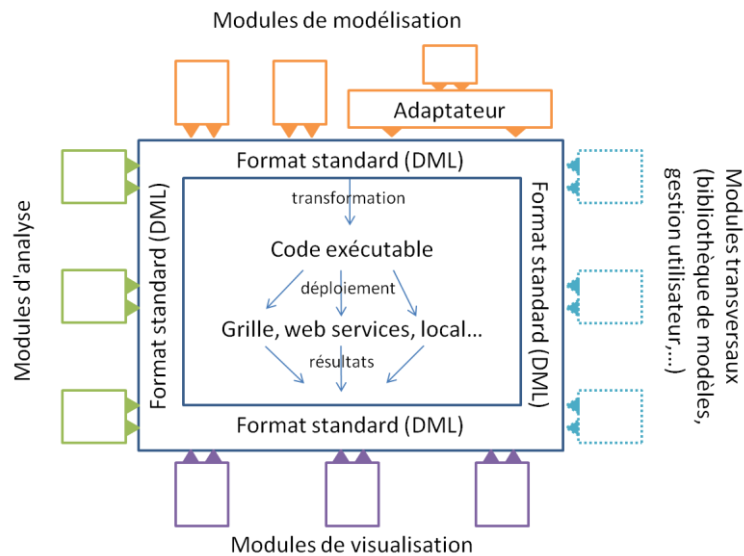 Modules de modélisation
Adaptateur
Format standard (DML)
transformation
Code exécutable
déploiement
Grille, web services, local...
résultats
Format standard (DML)
Modules d'analyse
Format standard (DML)
Format standard (DML)
Modules transversaux
(bibliothèque de modèles,
gestion utilisateur,...)
Modules de visualisation